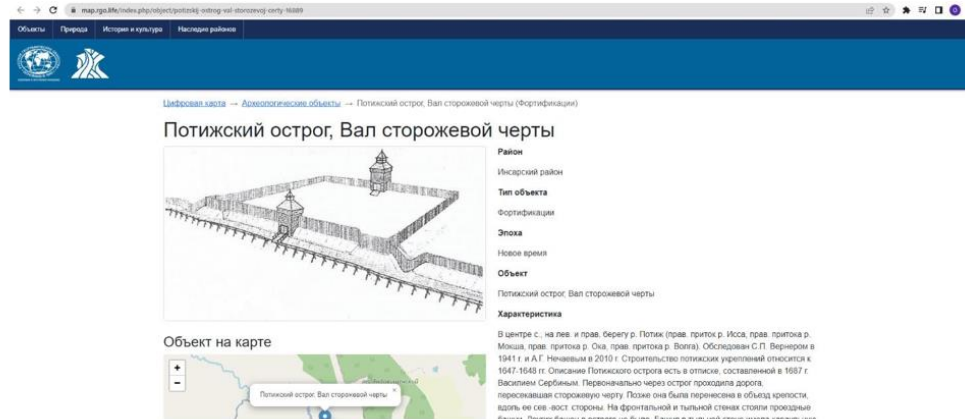 map.rgo.life/index.php/object/potizskij-ostrog-val-storozevoj-certy-16889
Объекты Природа История и культура Наследие районов
Цифровая карта → Археологические объекты → Потижский острог, Вал сторожевой черты (Фортификации)
Потижский острог, Вал сторожевой черты
Район
Инсарский район
Тип объекта
Фортификации
Эпоха
Новое время
Объект
Потижский острог, Вал сторожевой черты
Характеристика
В центре с., на лев. и прав. берегу р. Потиж (прав. приток р. Исса, прав. притока р.
Мокша, прав. притока р. Ока, прав. притока р. Волга). Обследован С.П. Вернером в
1941 г. и А.Г. Нечаевым в 2010 г. Строительство потижских укреплений относится к
1647-1648 гг. Описание Потижского острога есть в отписке, составленной в 1687 г.
Василием Сербиным. Первоначально через острог проходила дорога,
пересекавшая сторожевую черту. Позже она была перенесена в объезд крепости,
вдоль ее сев.-вост. стороны. На фронтальной и тыльной стенах стояли проездные
Объект на карте
+
−
Потижский острог, Вал сторожевой черты
×